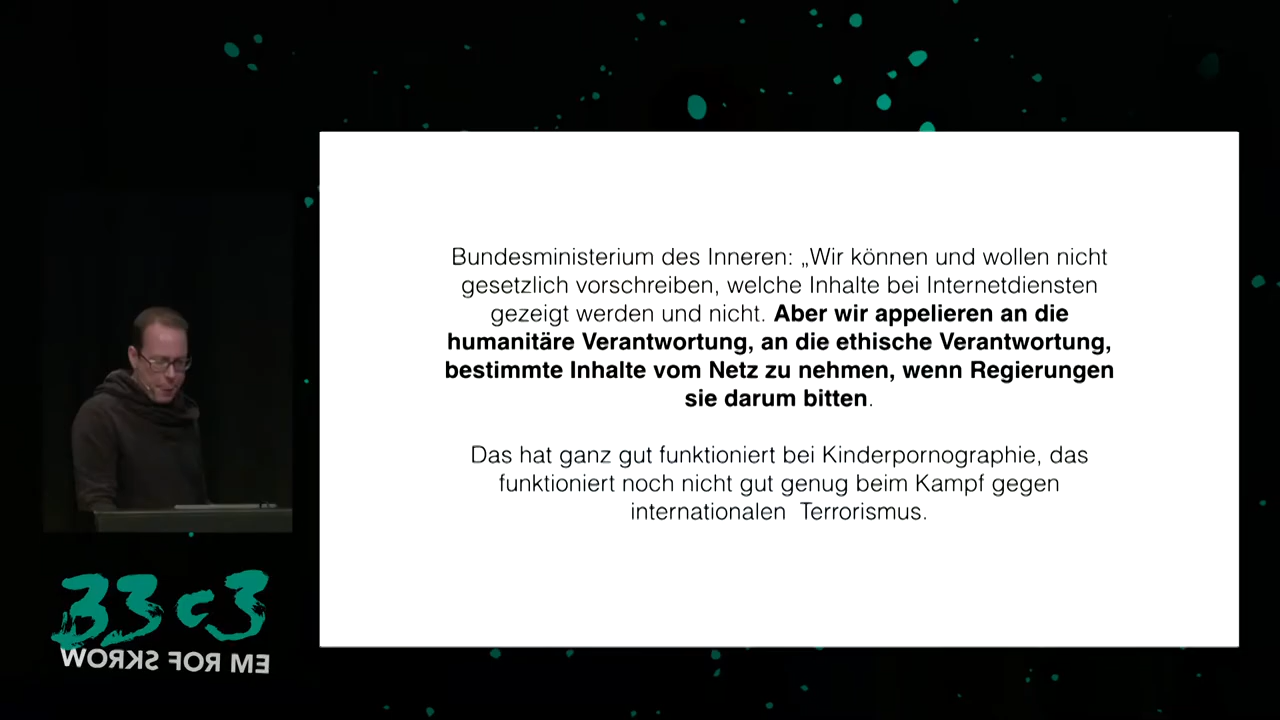 Bundesministerium des Inneren: „Wir können und wollen nicht
gesetzlich vorschreiben, welche Inhalte bei Internetdiensten
gezeigt werden und nicht. Aber wir appelieren an die
humanitäre Verantwortung, an die ethische Verantwortung,
bestimmte Inhalte vom Netz zu nehmen, wenn Regierungen
sie darum bitten.
Das hat ganz gut funktioniert bei Kinderpornographie, das
funktioniert noch nicht gut genug beim Kampf gegen
internationalen  Terrorismus.
33c3
WORKS FOR ME